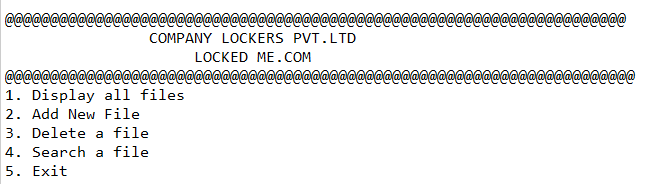 @@@@@@@@@@@@@@@@@@@@@@@@@@@@@@@@@@@@@@@@@@@@@@@@@@@@@@@@@@@@@@@@@@@@@
COMPANY LOCKERS PVT.LTD
LOCKED ME.COM
@@@@@@@@@@@@@@@@@@@@@@@@@@@@@@@@@@@@@@@@@@@@@@@@@@@@@@@@@@@@@@@@@@@@@@
1. Display all files
2. Add New File
3. Delete a file
4. Search a file
5. Exit